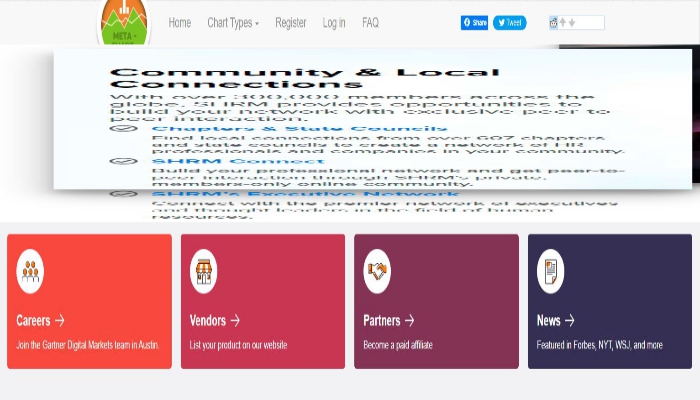 META -
Home Chart Types Register Log in FAQ
Share Tweet
Community & Local
Connections
With over 300,000 members across the
globe, SHRM provides opportunities to
build your network with exclusive peer to
peer interaction.
Chapters & State Councils
Find local connections from over 607 chapters
and state councils to create a network of HR
professionals and companies in your community.
SHRM Connect
Build your professional network and get peer-to-
peer interaction through SHRM's private,
members-only online community.
SHRM's Executive Network
Connect with the premier network of executives
and thought leaders in the field of human
resources.
Careers →
Join the Gartner Digital Markets team in Austin.
Vendors →
List your product on our website
Partners →
Become a paid affiliate
News →
Featured in Forbes, NYT, WSJ, and more